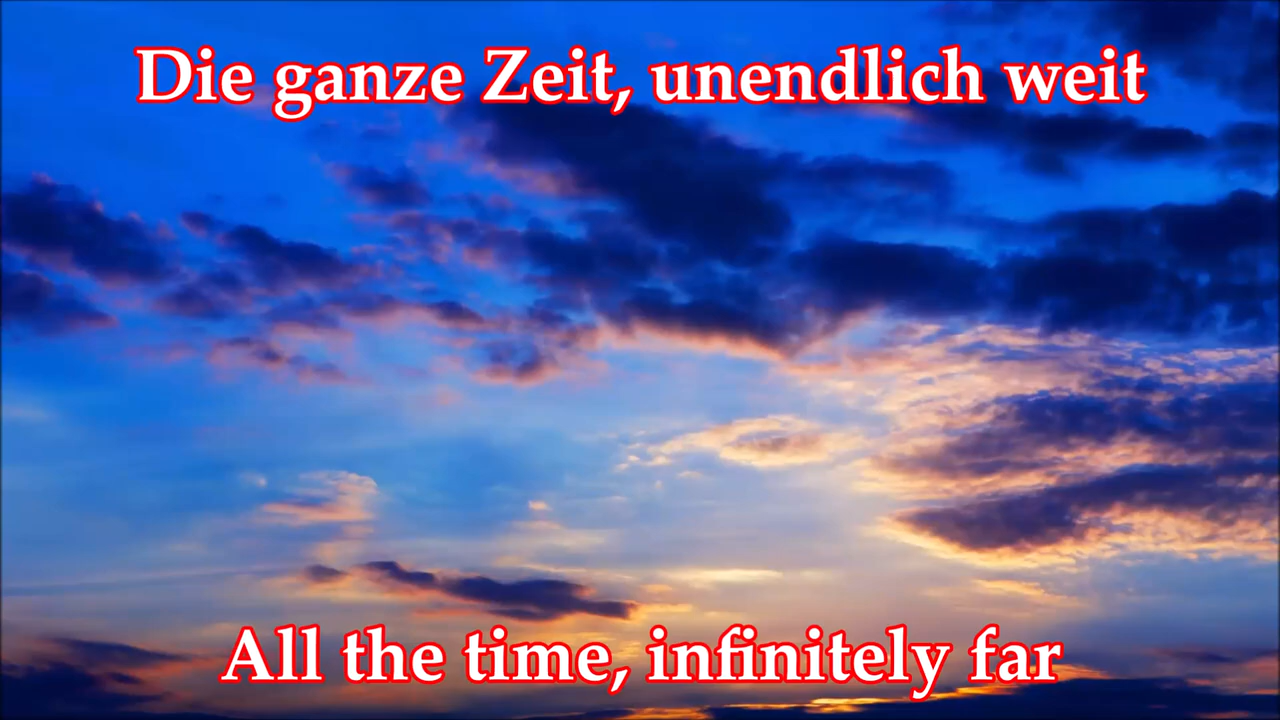 Die ganze Zeit, unendlich weit
All the time, infinitely far